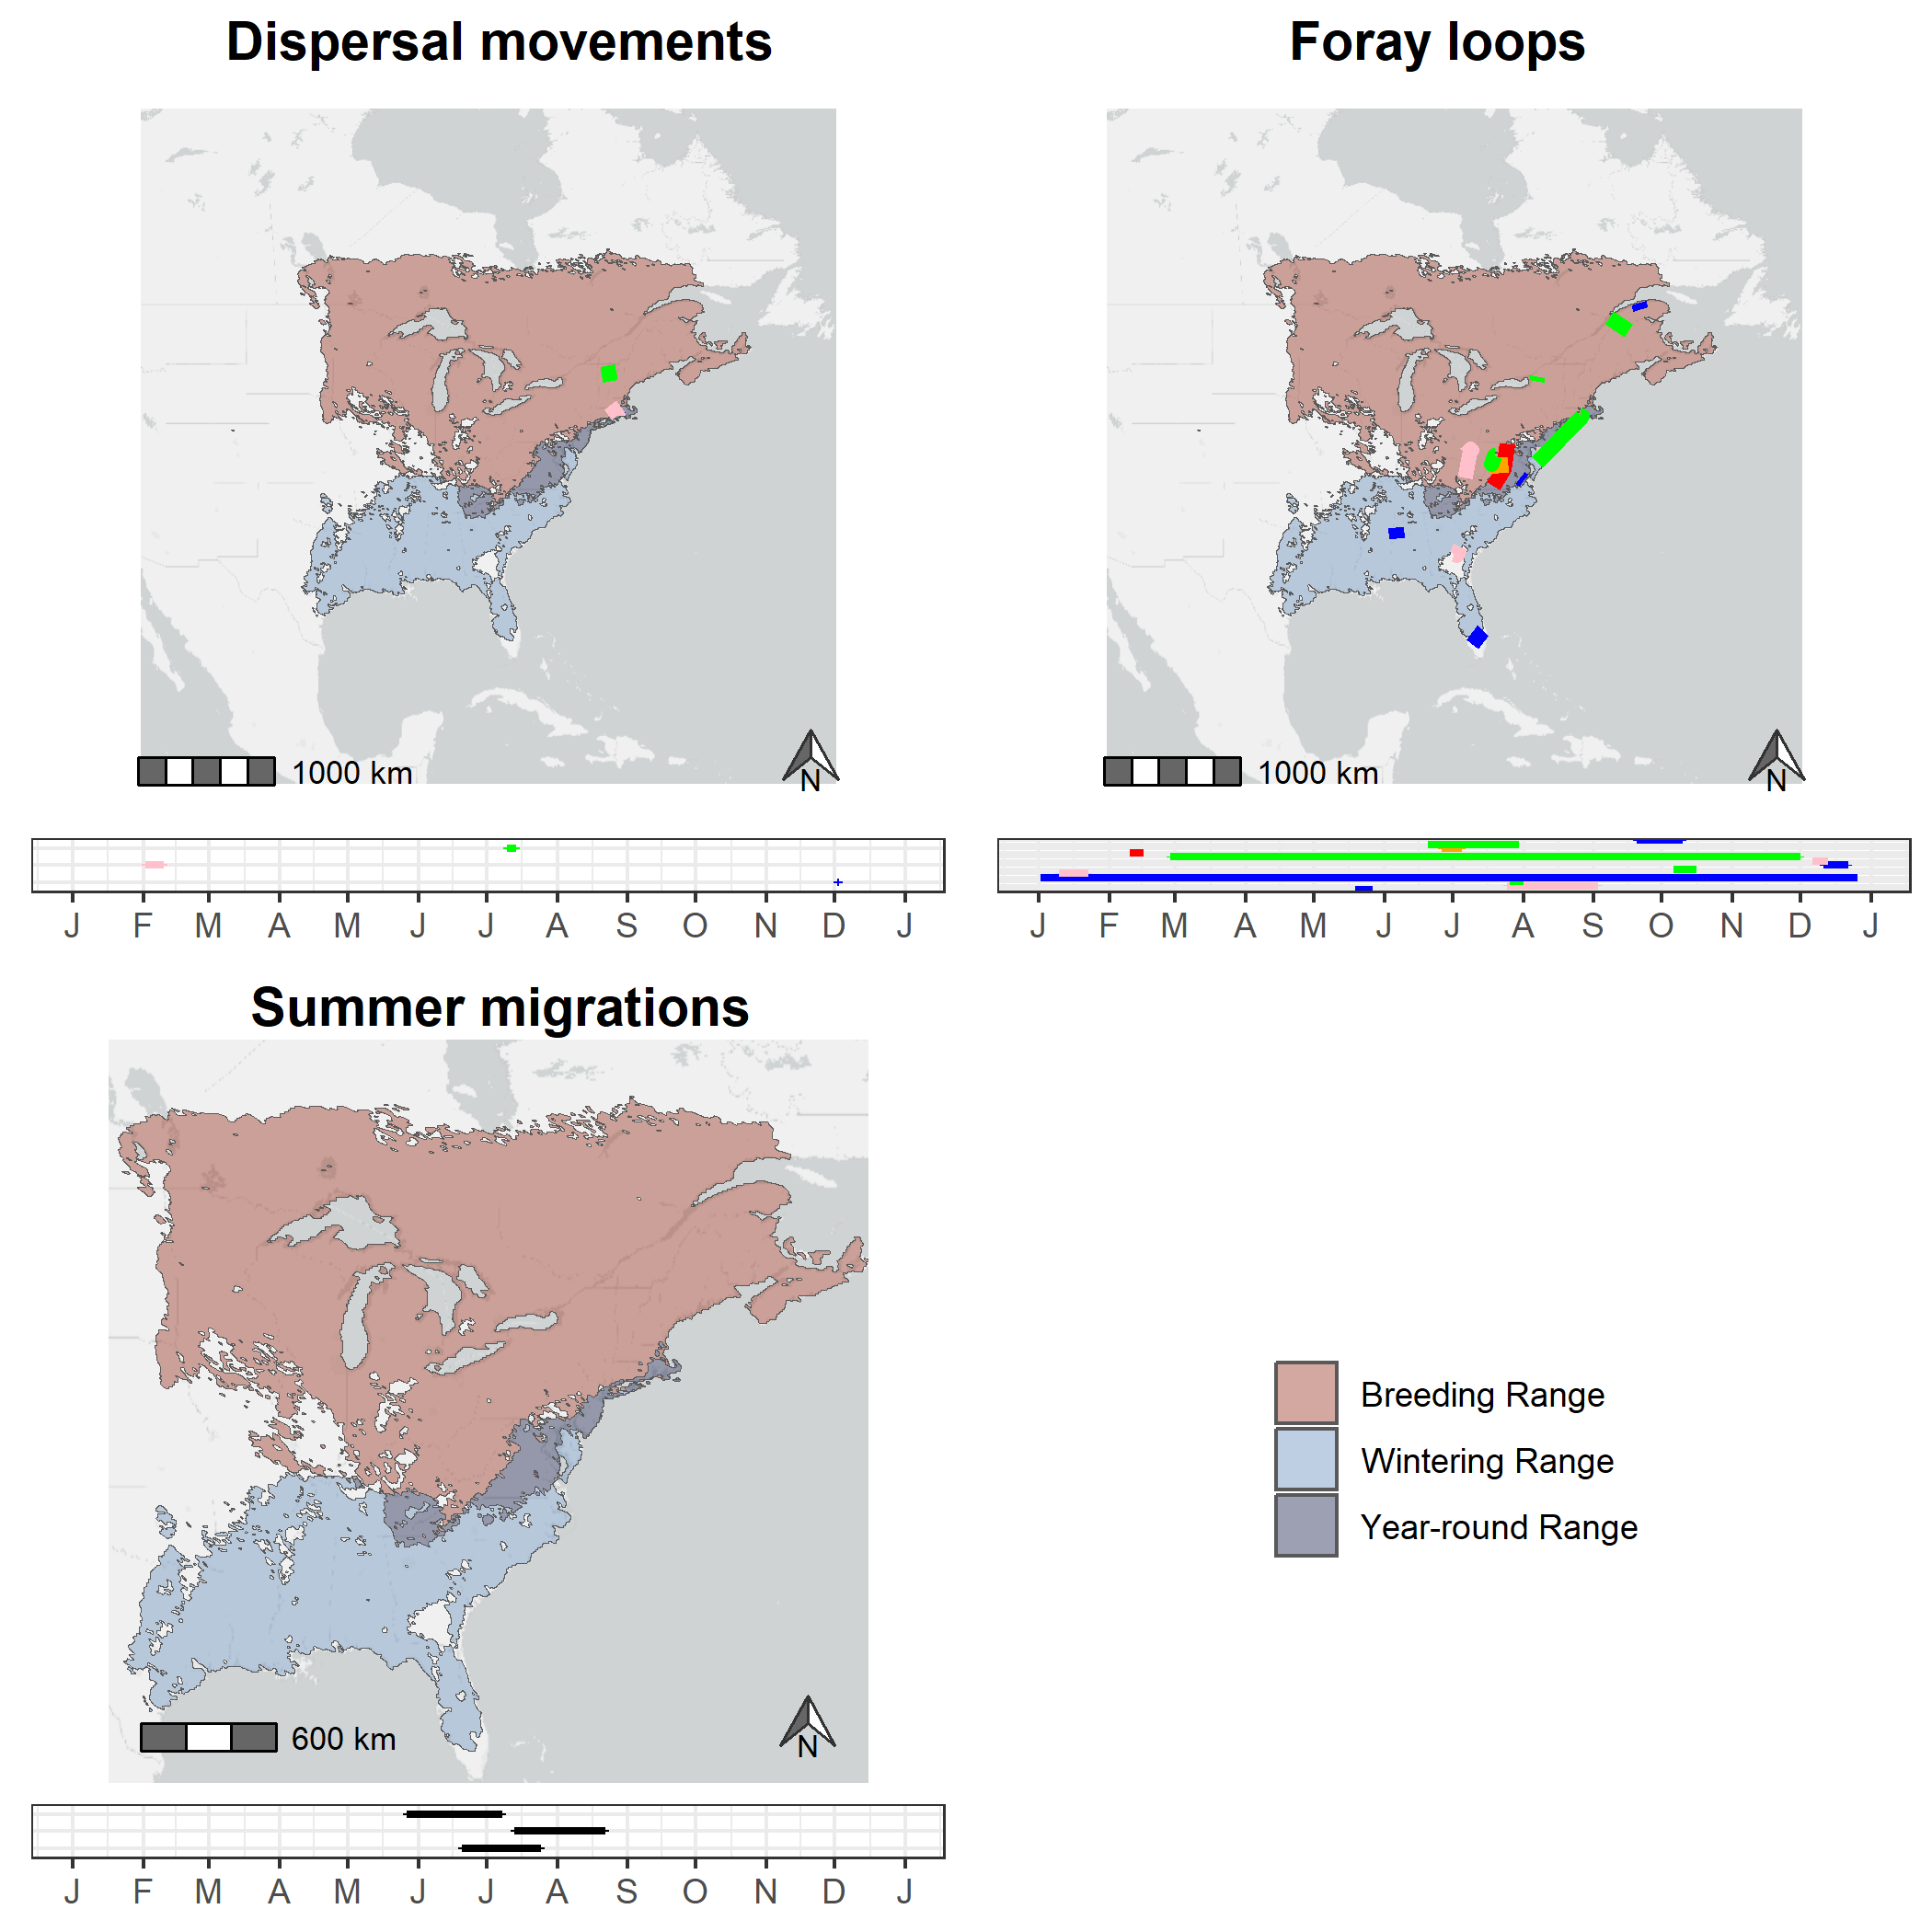 Dispersal movements
Foray loops
1000 km
N
1000 km
N
J F M A M J J A S O N D J
J F M A M J J A S O N D J
Summer migrations
Breeding Range
Wintering Range
Year-round Range
600 km
N
J F M A M J J A S O N D J